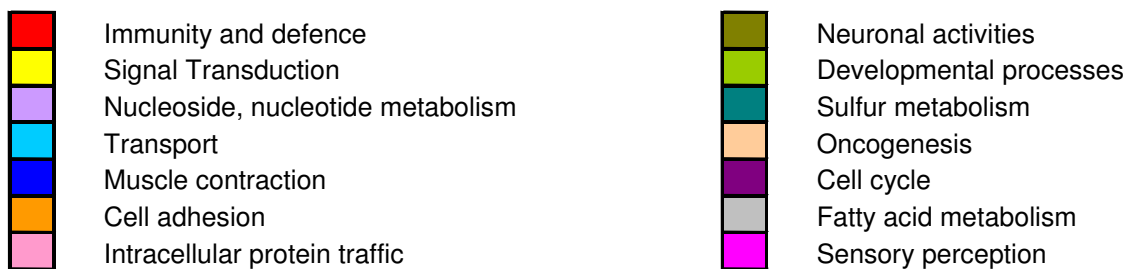 Immunity and defence
Signal Transduction
Nucleoside, nucleotide metabolism
Transport
Muscle contraction
Cell adhesion
Intracellular protein traffic
Neuronal activities
Developmental processes
Sulfur metabolism
Oncogenesis
Cell cycle
Fatty acid metabolism
Sensory perception